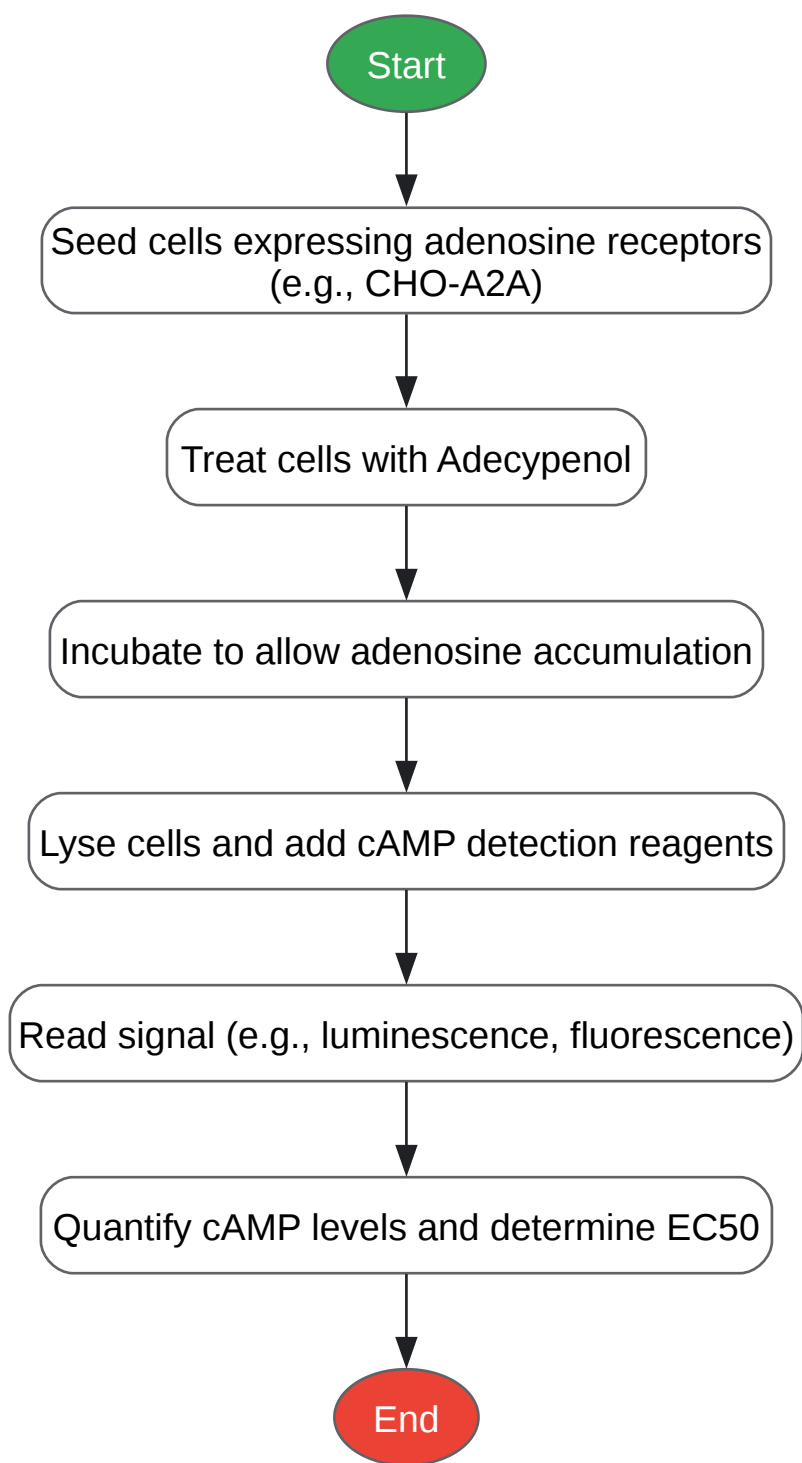 Start
Seed cells expressing adenosine receptors
(e.g., CHO-A2A)
Treat cells with Adecypenol
Incubate to allow adenosine accumulation
Lyse cells and add cAMP detection reagents
Read signal (e.g., luminescence, fluorescence)
Quantify cAMP levels and determine EC50
End